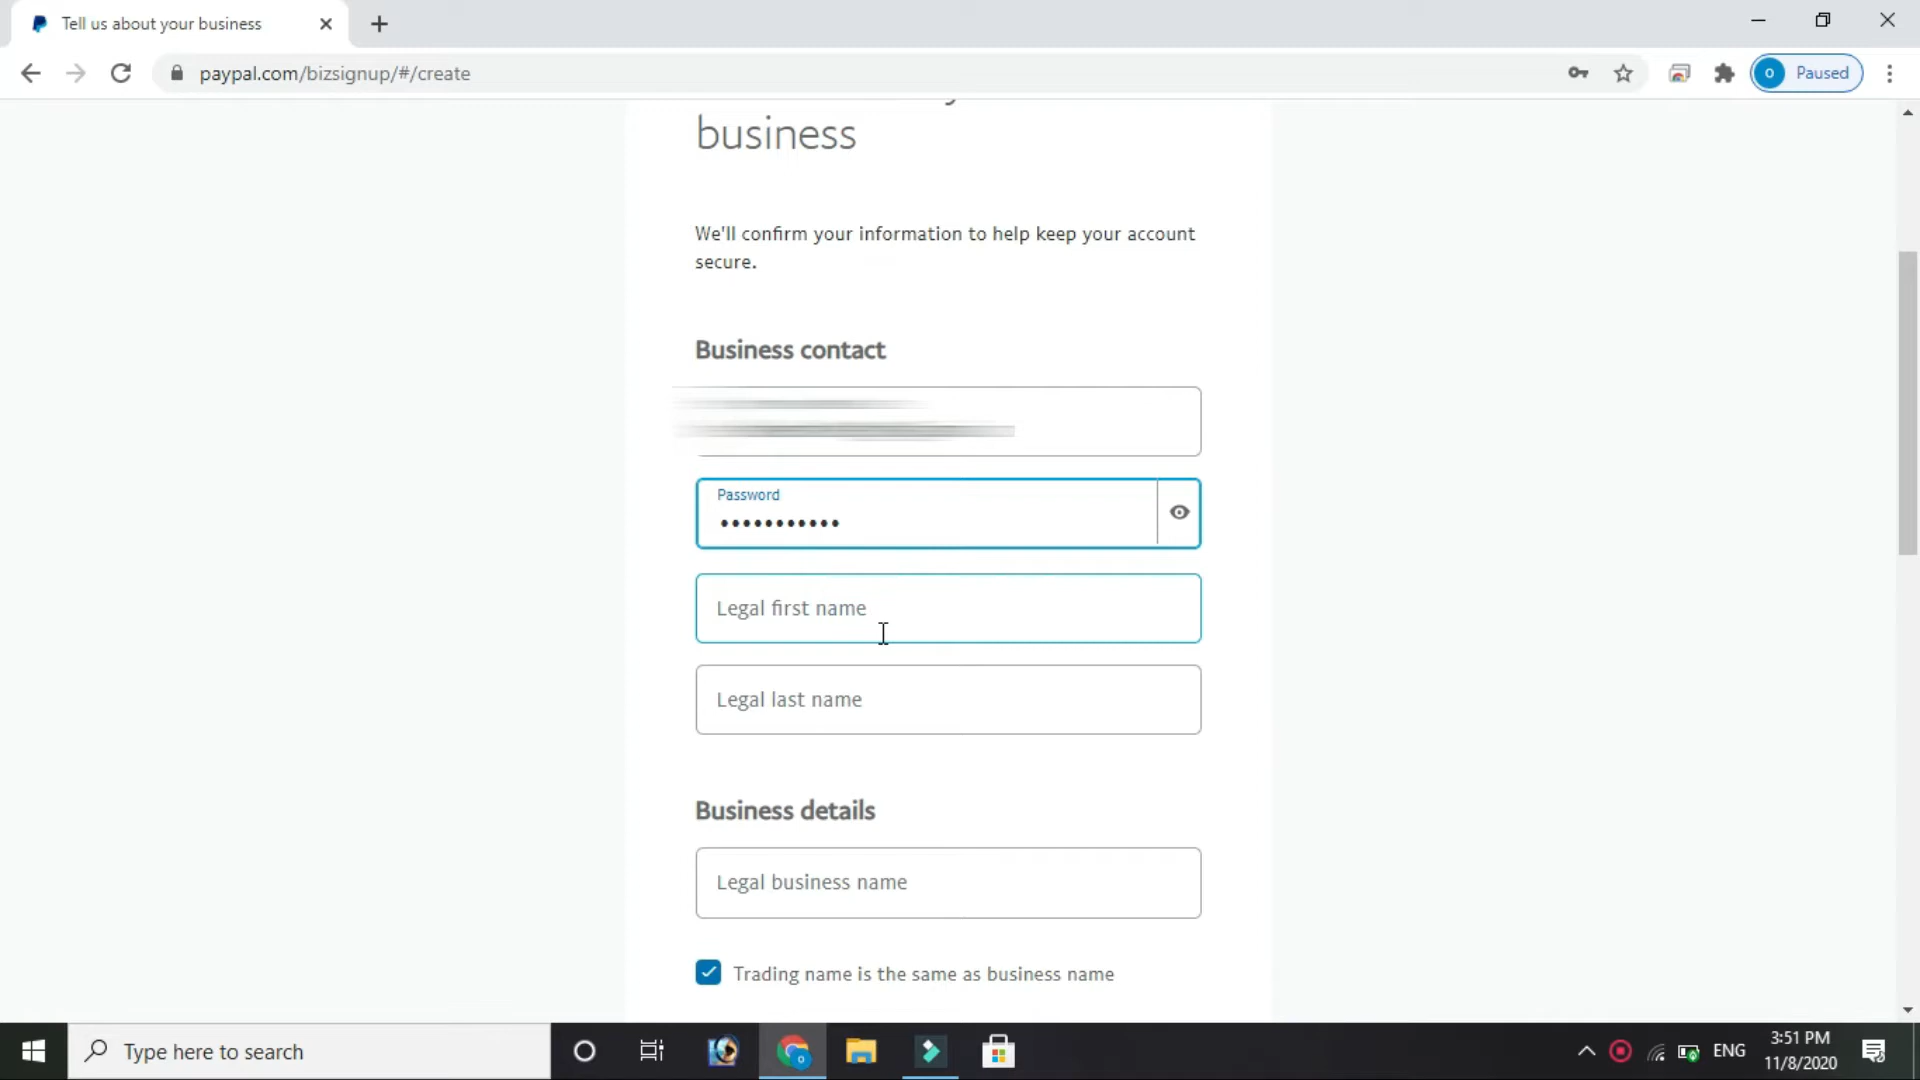 Tell us about your business
paypal.com/bizsignup/#/create
o Paused
business
We'll confirm your information to help keep your account
secure.
Business contact
Password
•••••••••••
Legal first name
Legal last name
Business details
Legal business name
Trading name is the same as business name
Type here to search
ENG
3:51 PM
11/8/2020